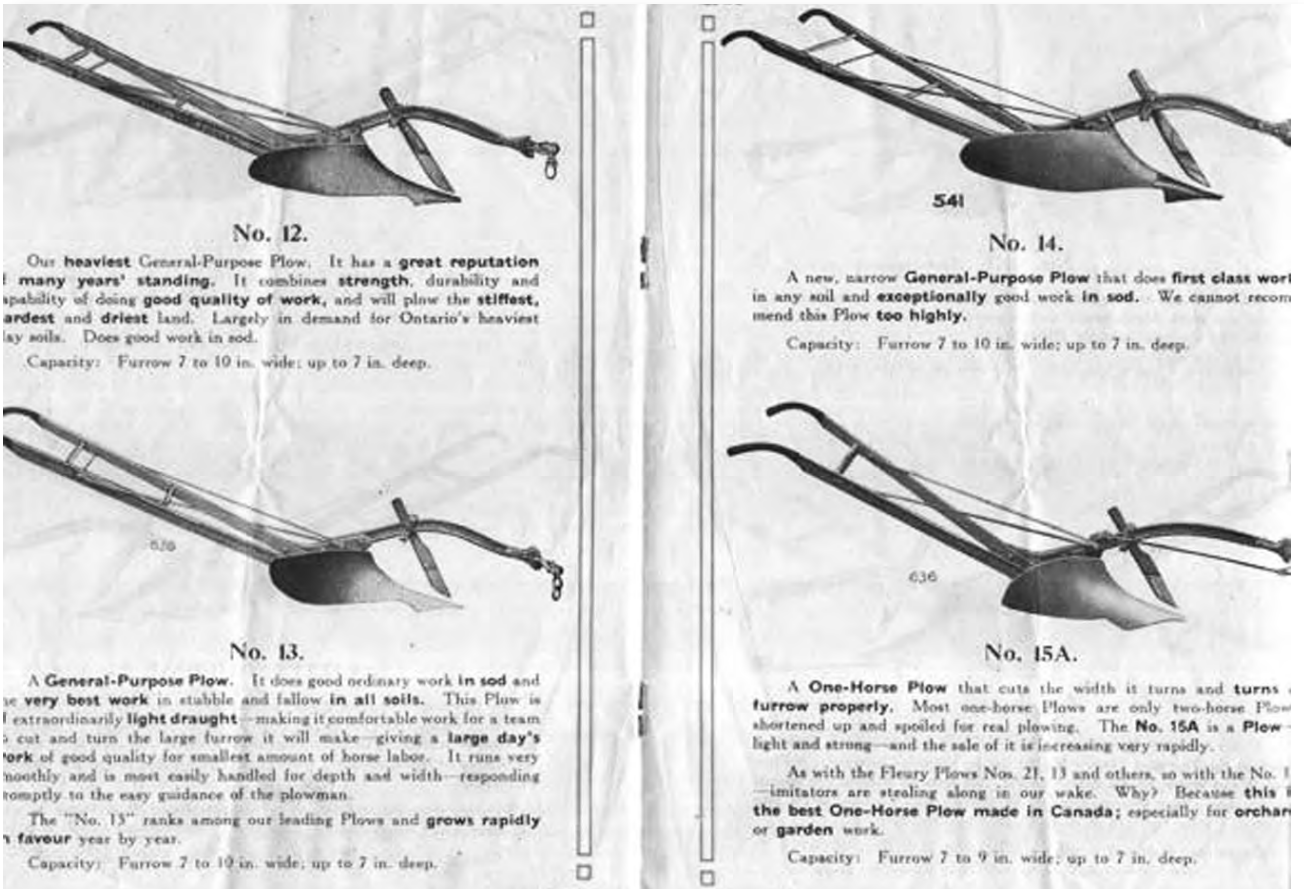 No. 12.
Our heaviest General-Purpose Plow. It has a great reputation
many years' standing. It combines strength, durability and
apability of doing good quality of work, and will plow the stiffest,
ardest and driest land. Largely in demand for Ontario's heaviest
lay soils. Does good work in sod.
Capacity: Furrow 7 to 10 in. wide; up to 7 in. deep.
No. 13.
A General-Purpose Plow. It does good ordinary work in sod and
e very best work in stubble and fallow in all soils. This Plow is
extraordinarily light draught—making it comfortable work for a team
cut and turn the large furrow it will make—giving a large day's
ork of good quality for smallest amount of horse labor. It runs very
moothly and is most easily handled for depth and width—responding
romptly to the easy guidance of the plowman.
The "No. 13" ranks among our leading Plows and grows rapidly
n favour year by year.
Capacity: Furrow 7 to 10 in. wide; up to 7 in. deep.
541
No. 14.
A new, narrow General-Purpose Plow that does first class wor
in any soil and exceptionally good work in sod. We cannot recom
mend this Plow too highly.
Capacity: Furrow 7 to 10 in. wide; up to 7 in. deep.
636
No. 15A.
A One-Horse Plow that cuts the width it turns and turns
furrow properly. Most one-horse Plows are only two-horse Plow
shortened up and spoiled for real plowing. The No. 15A is a Plow—
light and strong—and the sale of it is increasing very rapidly.
As with the Fleury Plows Nos. 21, 13 and others, so with the No. 1
—imitators are stealing along in our wake. Why? Because this
the best One-Horse Plow made in Canada; especially for orchar
or garden work.
Capacity: Furrow 7 to 9 in. wide; up to 7 in. deep.